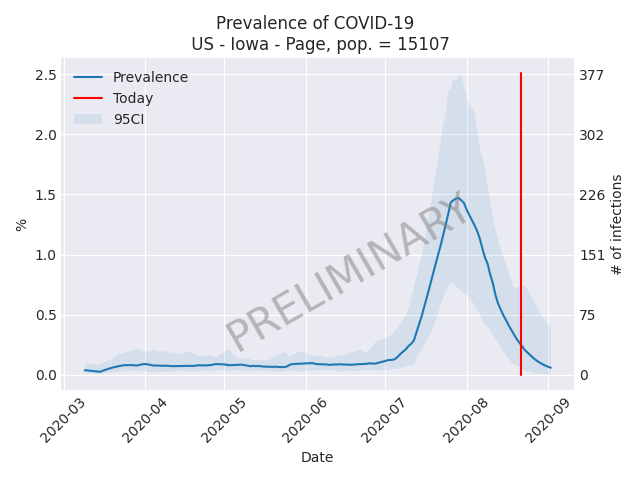 Prevalence of COVID-19
US - Iowa - Page, pop. = 15107
Prevalence
Today
95CI
PRELIMINARY
%
2.5
2.0
1.5
1.0
0.5
0.0
377
302
226
151
75
0
# of infections
2020-03
2020-04
2020-05
2020-06
2020-07
2020-08
2020-09
Date